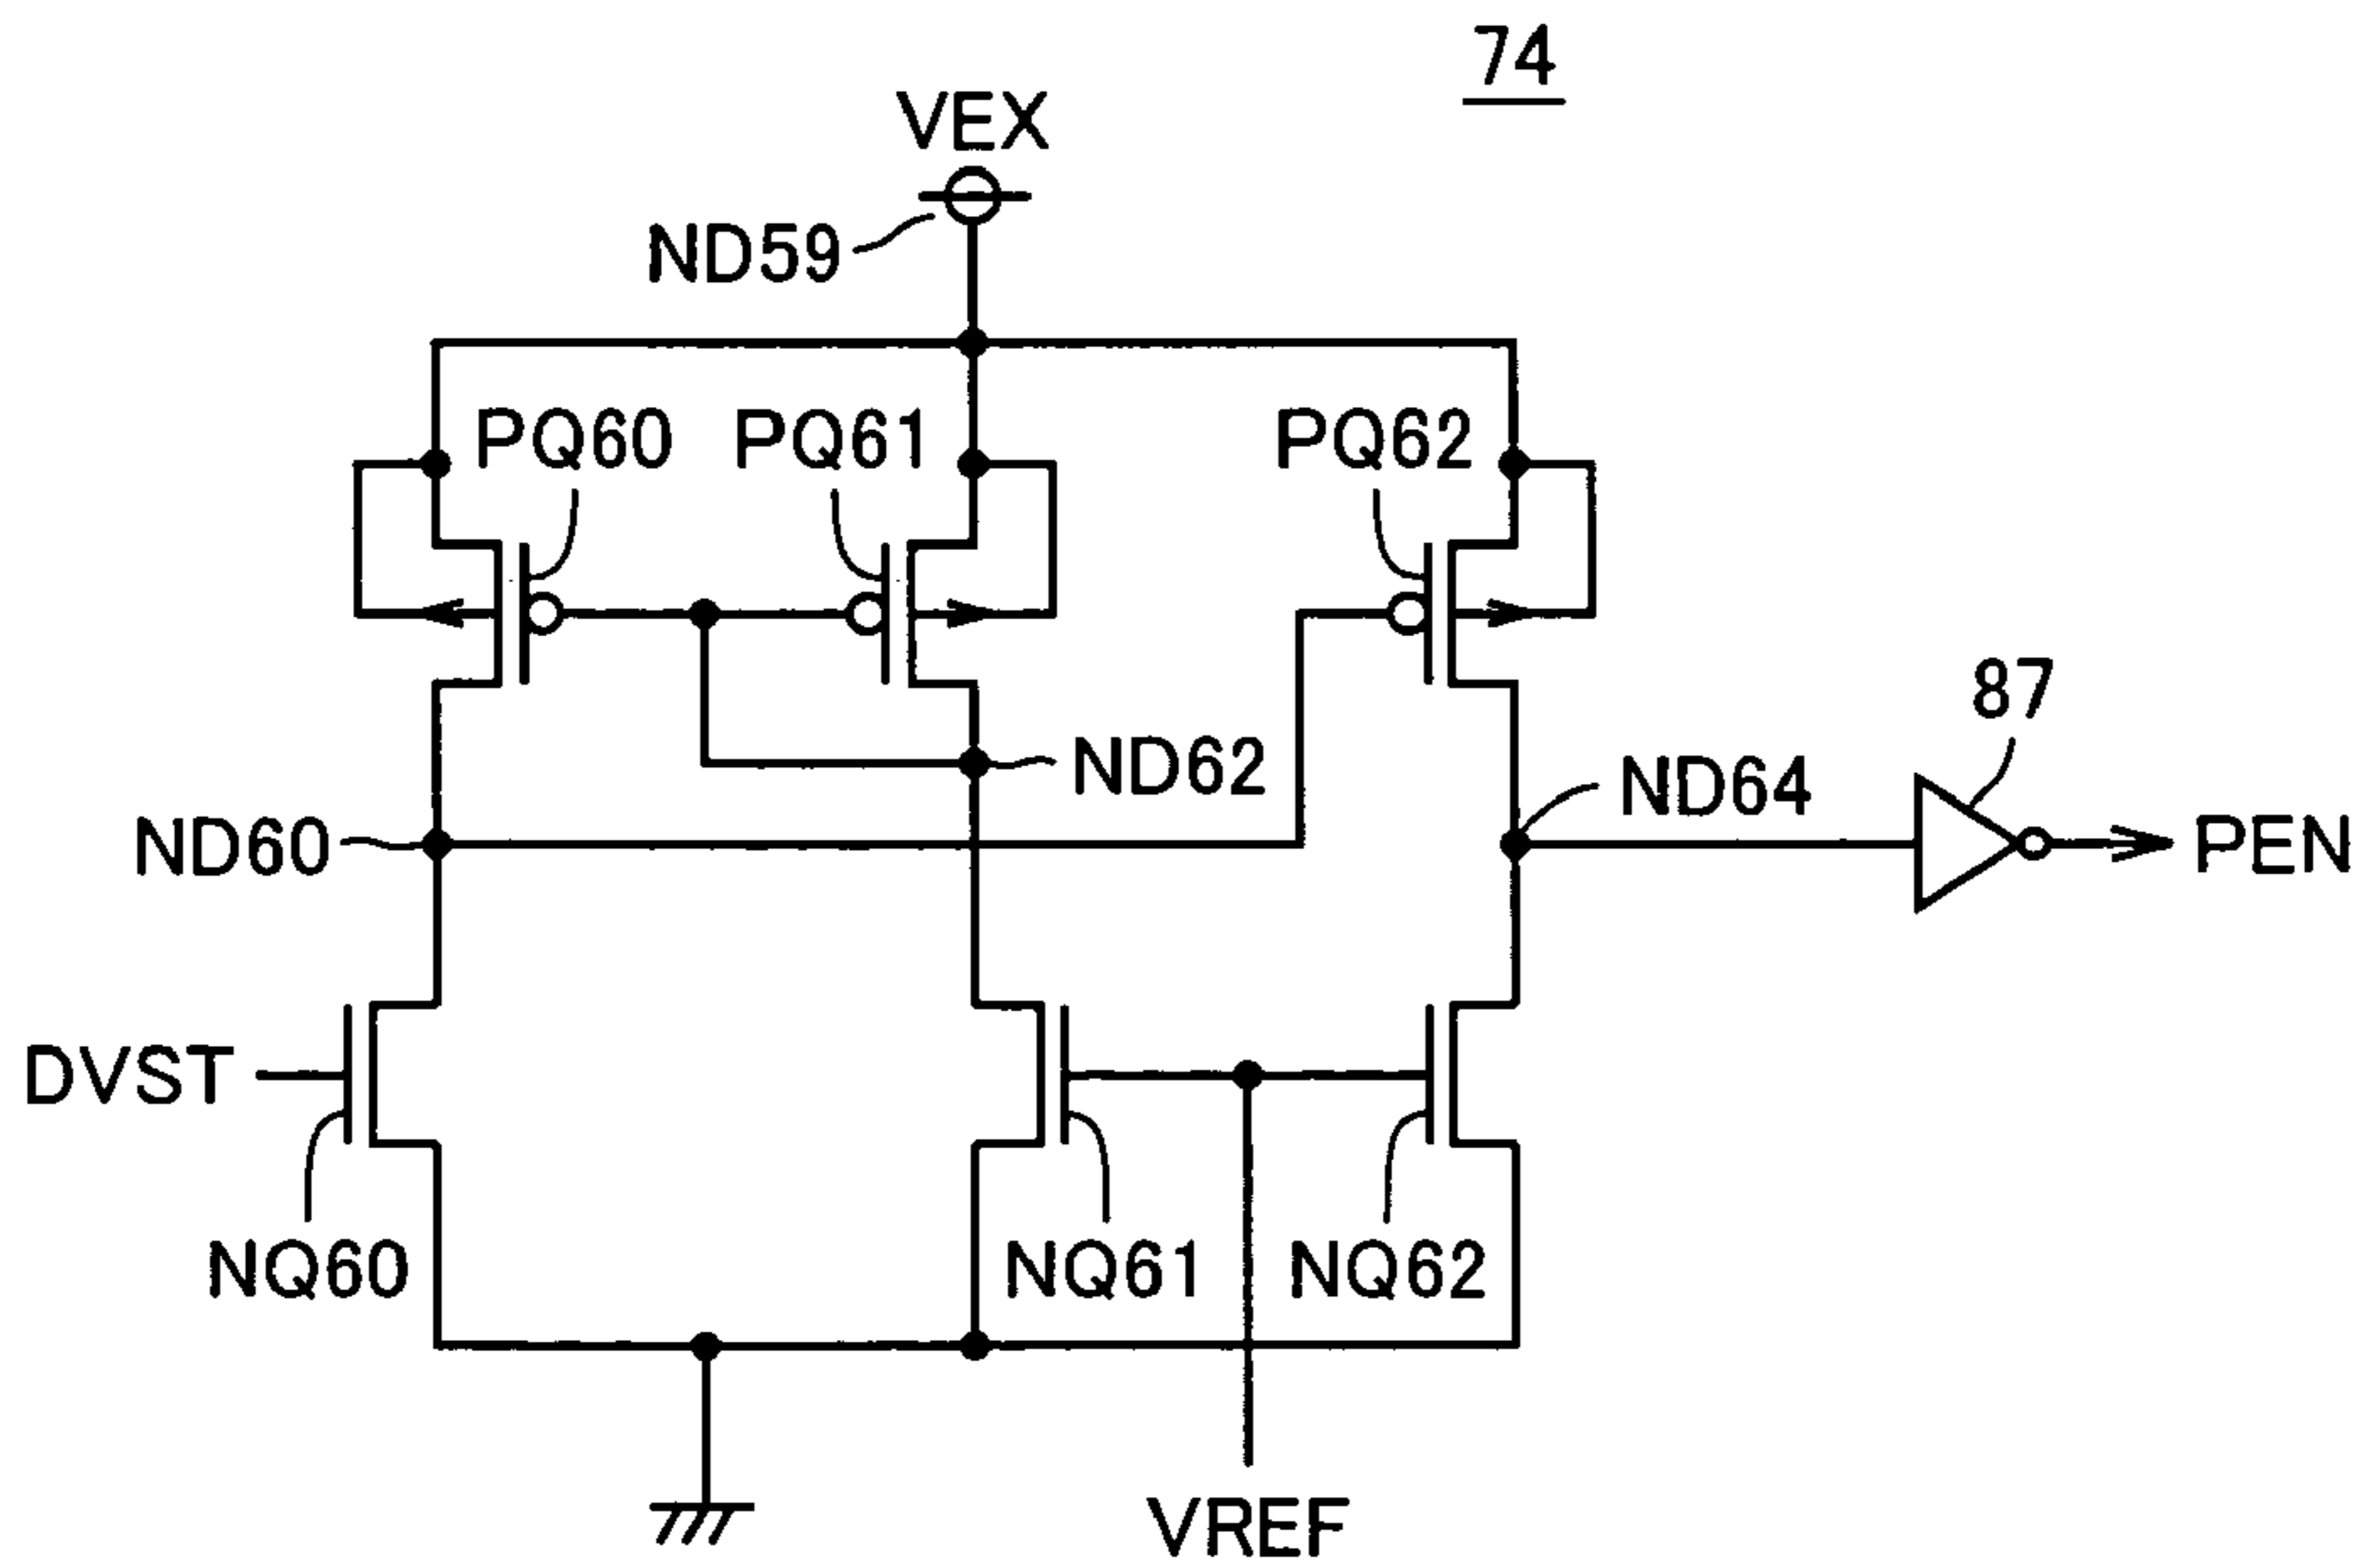 74
VEX
ND59
PQ60
PQ61
PQ62
87
ND62
ND64
ND60
PEN
DVST
NQ60
NQ61
NQ62
VREF